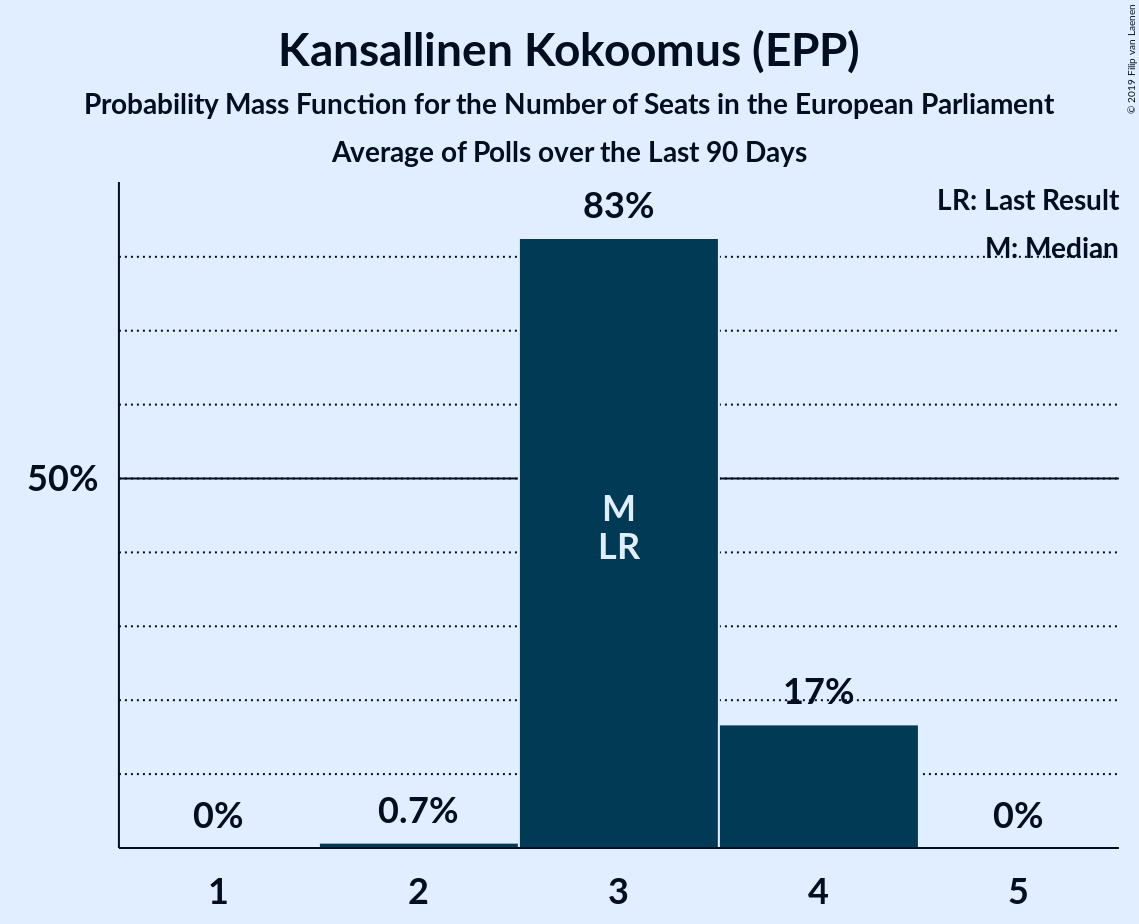 Kansallinen Kokoomus (EPP)
Probability Mass Function for the Number of Seats in the European Parliament
Average of Polls over the Last 90 Days
© 2019 Filip van Laenen
LR: Last Result
M: Median
83%
50%
M
LR
17%
0%
0.7%
0%
1
2
3
4
5